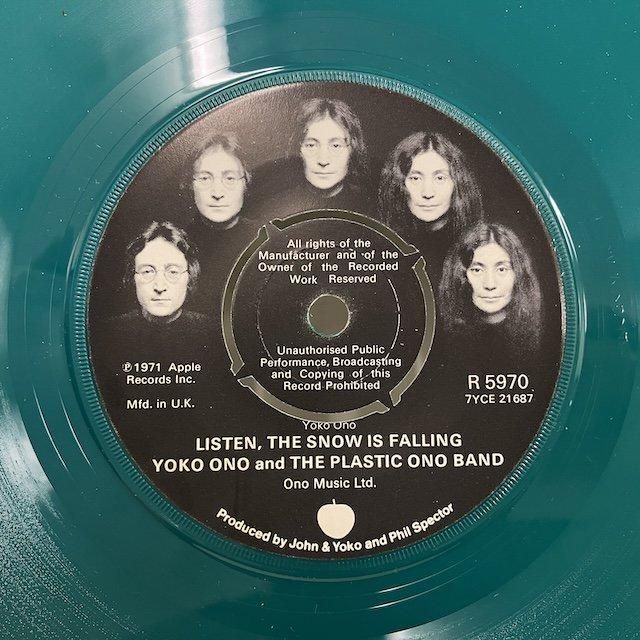 All rights of the
Manufacturer and of the
Owner of the Recorded
Work Reserved
Unauthorised Public
Performance, Broadcasting
and Copying of this
Record Prohibited
℗ 1971 Apple
Records Inc.
Mfd. in U.K.
R 5970
7YCE 21687
Yoko Ono
LISTEN, THE SNOW IS FALLING
YOKO ONO and THE PLASTIC ONO BAND
Ono Music Ltd.
Produced by John & Yoko and Phil Spector